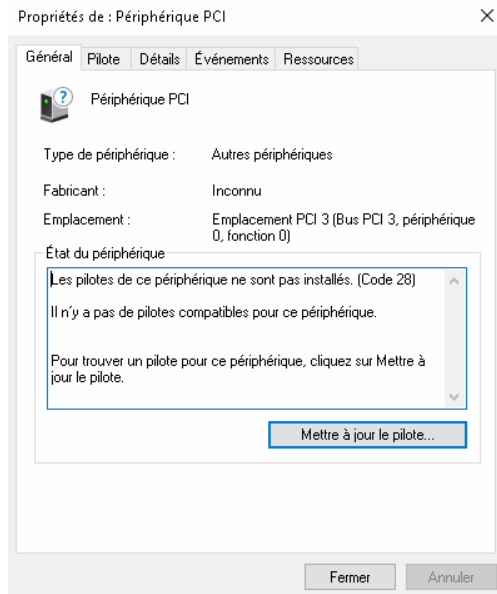 Propriétés de : Périphérique PCI
Général Pilote Détails Événements Ressources
Périphérique PCI
Type de périphérique : Autres périphériques
Fabricant : Inconnu
Emplacement : Emplacement PCI 3 (Bus PCI 3, périphérique
0, fonction 0)
État du périphérique
Les pilotes de ce périphérique ne sont pas installés. (Code 28)
Il n'y a pas de pilotes compatibles pour ce périphérique.
Pour trouver un pilote pour ce périphérique, cliquez sur Mettre à
jour le pilote.
Mettre à jour le pilote...
Fermer Annuler